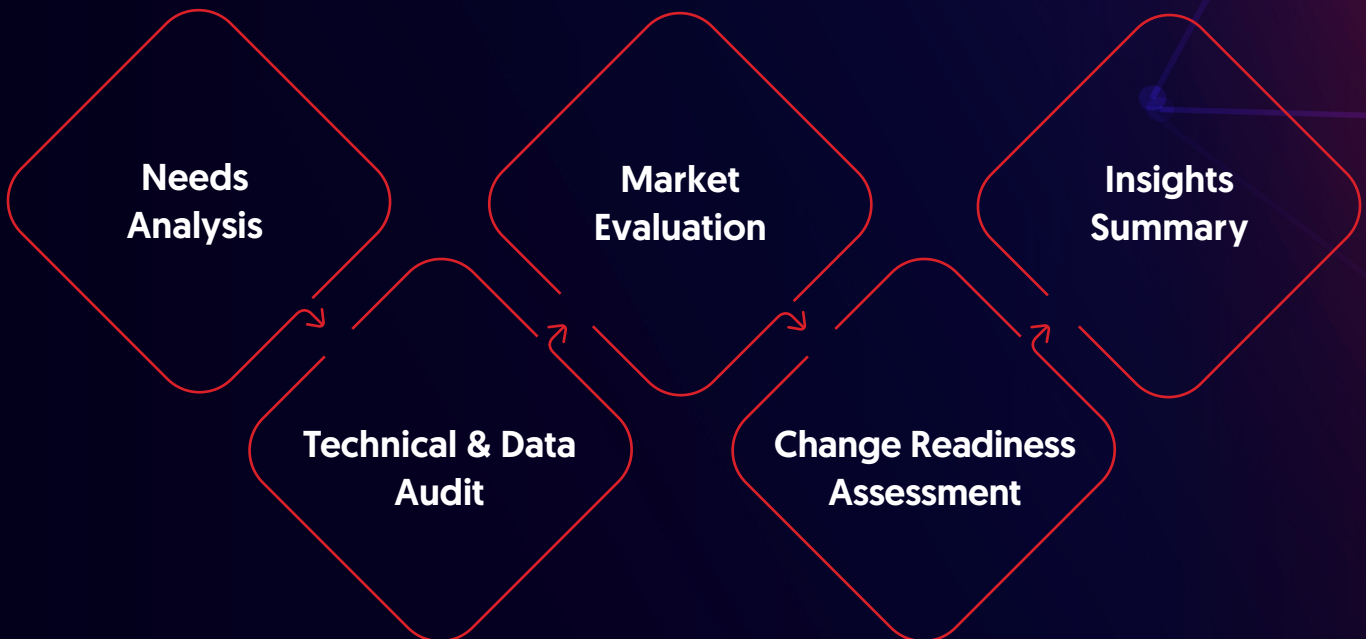 Needs
Analysis
Technical & Data
Audit
Market
Evaluation
Change Readiness
Assessment
Insights
Summary